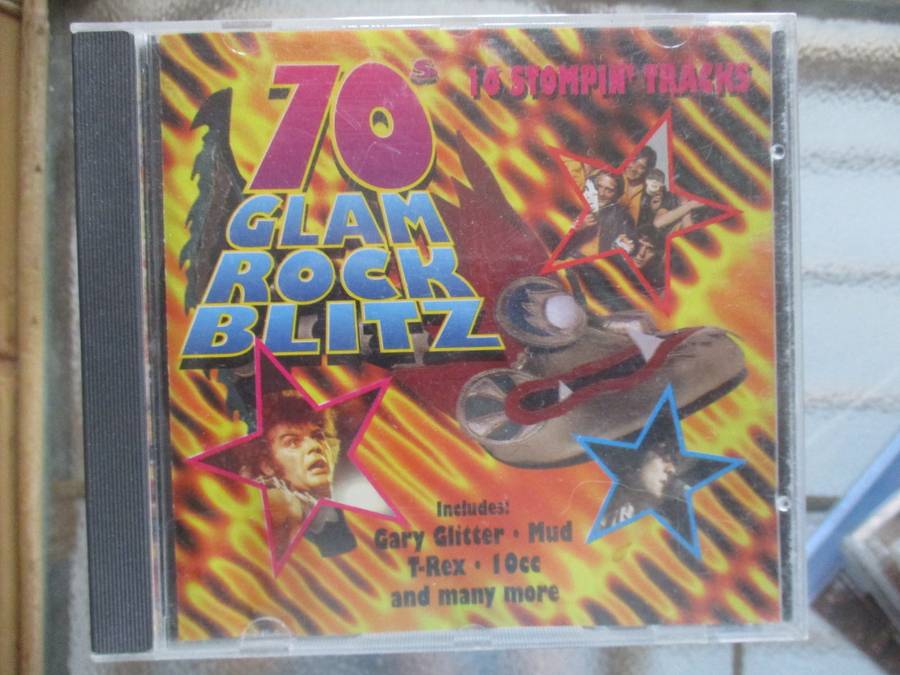 70s
GLAM
ROCK
BLITZ
16 STOMPIN' TRACKS
Includes:
Gary Glitter • Mud
T-Rex • 10cc
and many more